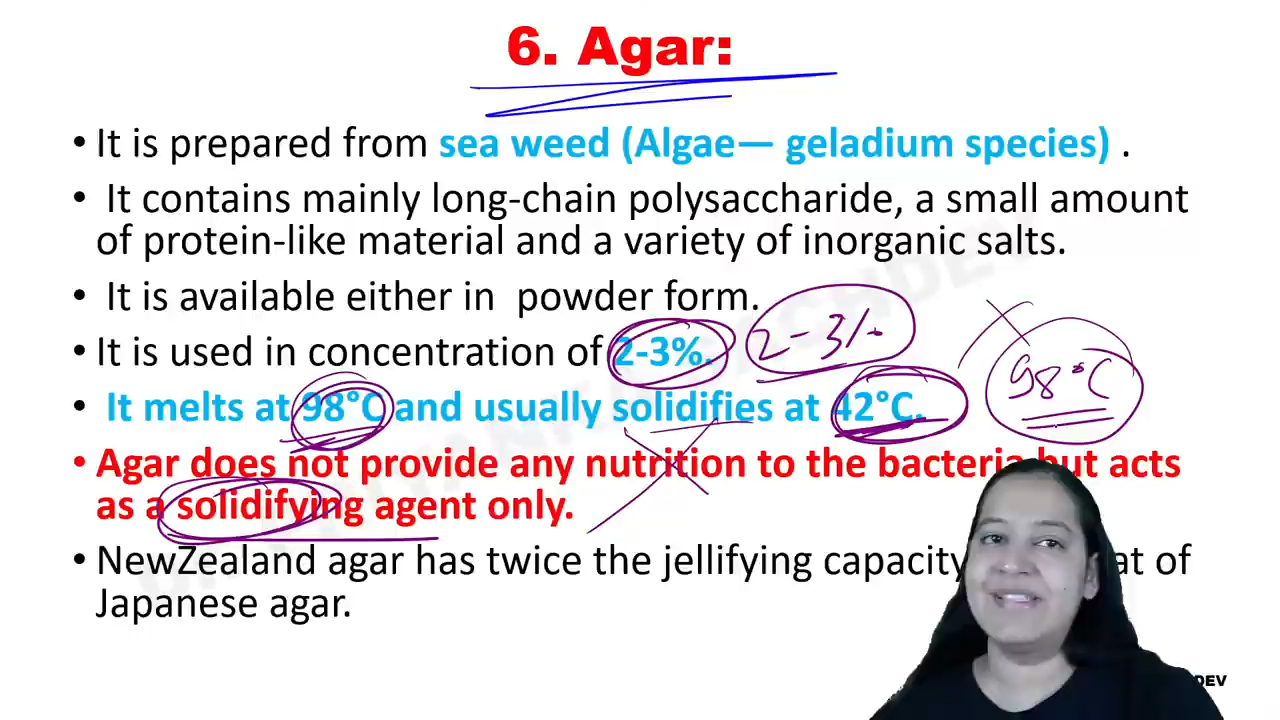 6. Agar:
• It is prepared from sea weed (Algae— geladium species) .
• It contains mainly long-chain polysaccharide, a small amount
of protein-like material and a variety of inorganic salts.
• It is available either in powder form.
• It is used in concentration of 2-3%. 2-3%
98°C
• It melts at 98°C and usually solidifies at 42°C.
• Agar does not provide any nutrition to the bacteria but acts
as a solidifying agent only.
• NewZealand agar has twice the jellifying capacity at of
Japanese agar.
DEV